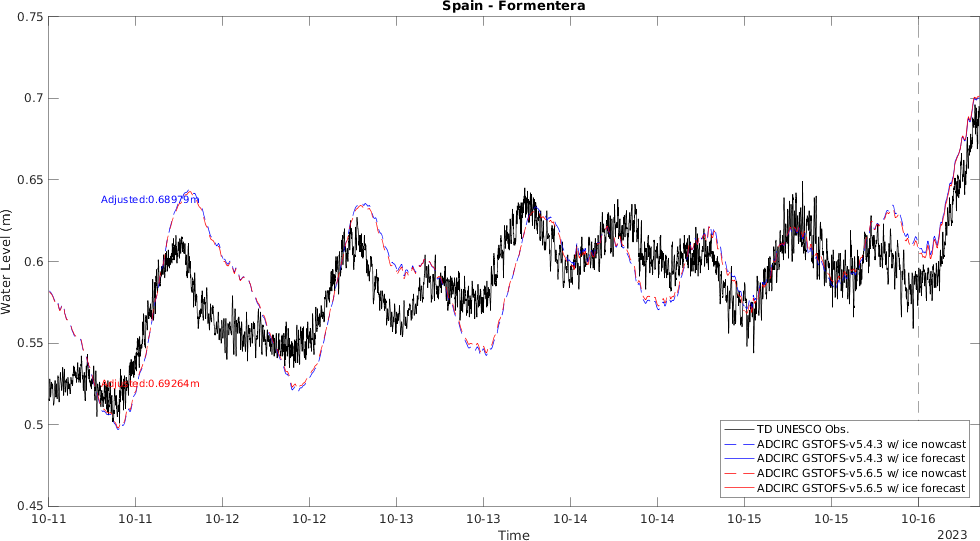 Spain - Formentera
0.75
0.7
0.65
0.6
0.55
0.5
0.45
Water Level (m)
Adjusted:0.68979m
Adjusted:0.69264m
TD UNESCO Obs.
ADCIRC GSTOFS-v5.4.3 w/ ice nowcast
ADCIRC GSTOFS-v5.4.3 w/ ice forecast
ADCIRC GSTOFS-v5.6.5 w/ ice nowcast
ADCIRC GSTOFS-v5.6.5 w/ ice forecast
10-11 10-11 10-12 10-12 10-13 10-13 10-14 10-14 10-15 10-15 10-16
Time
2023